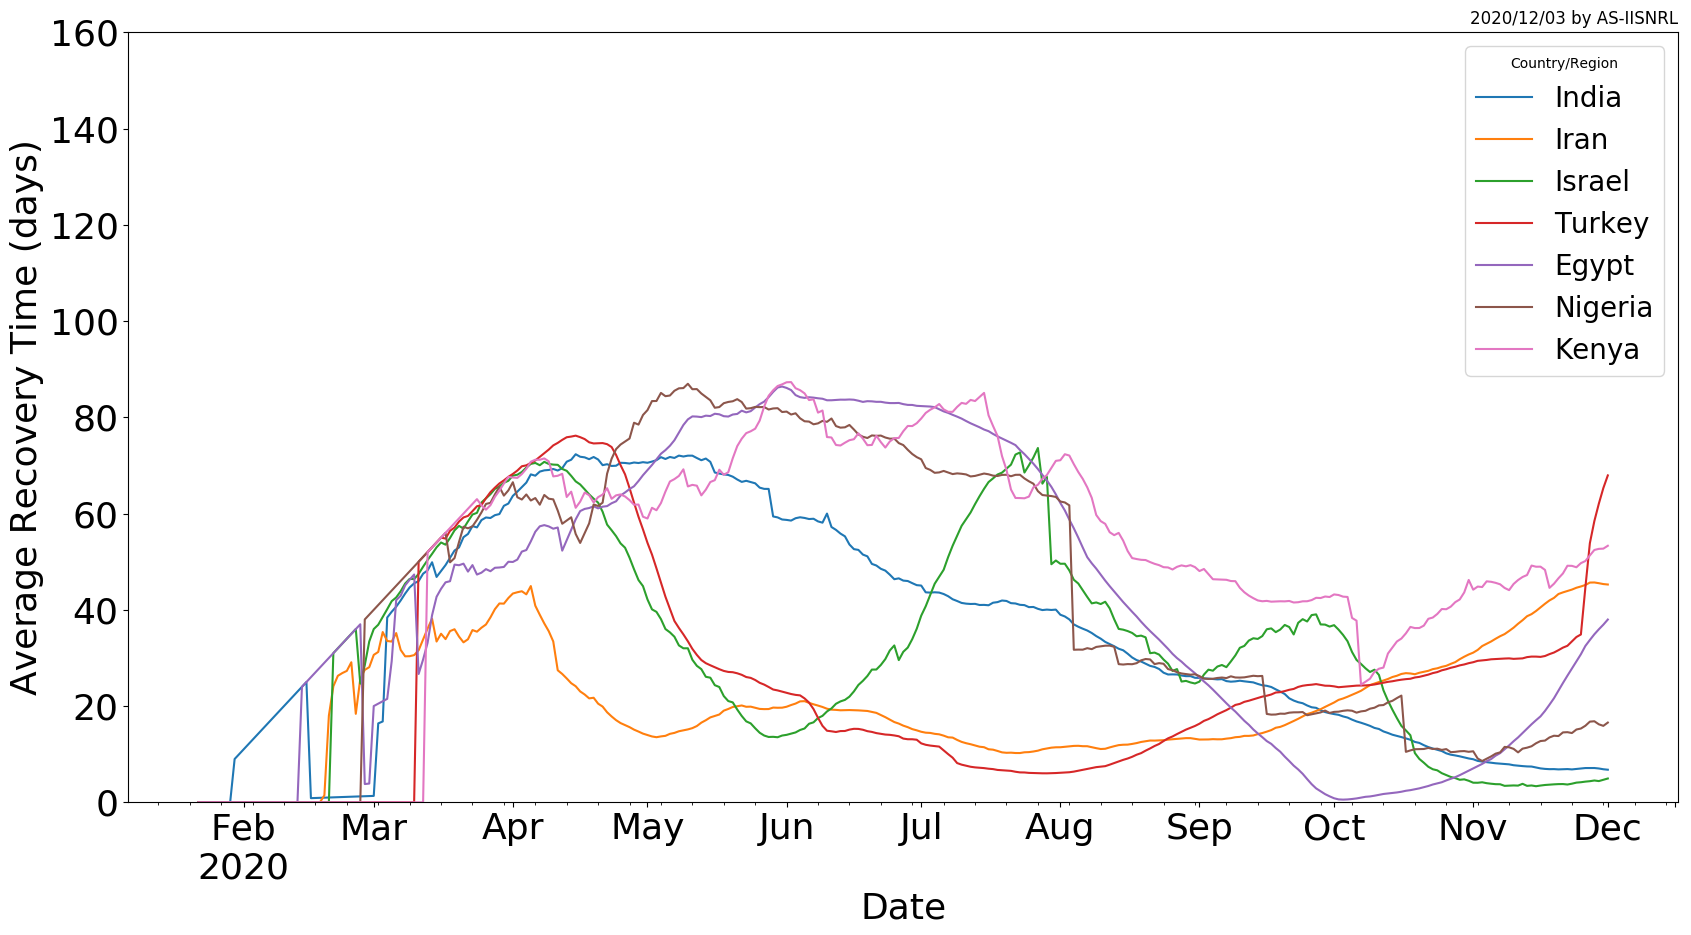 2020/12/03 by AS-IISNRL
Average Recovery Time (days)
160
140
120
100
80
60
40
20
0
Country/Region
India
Iran
Israel
Turkey
Egypt
Nigeria
Kenya
Feb Mar Apr May Jun Jul Aug Sep Oct Nov Dec
2020
Date